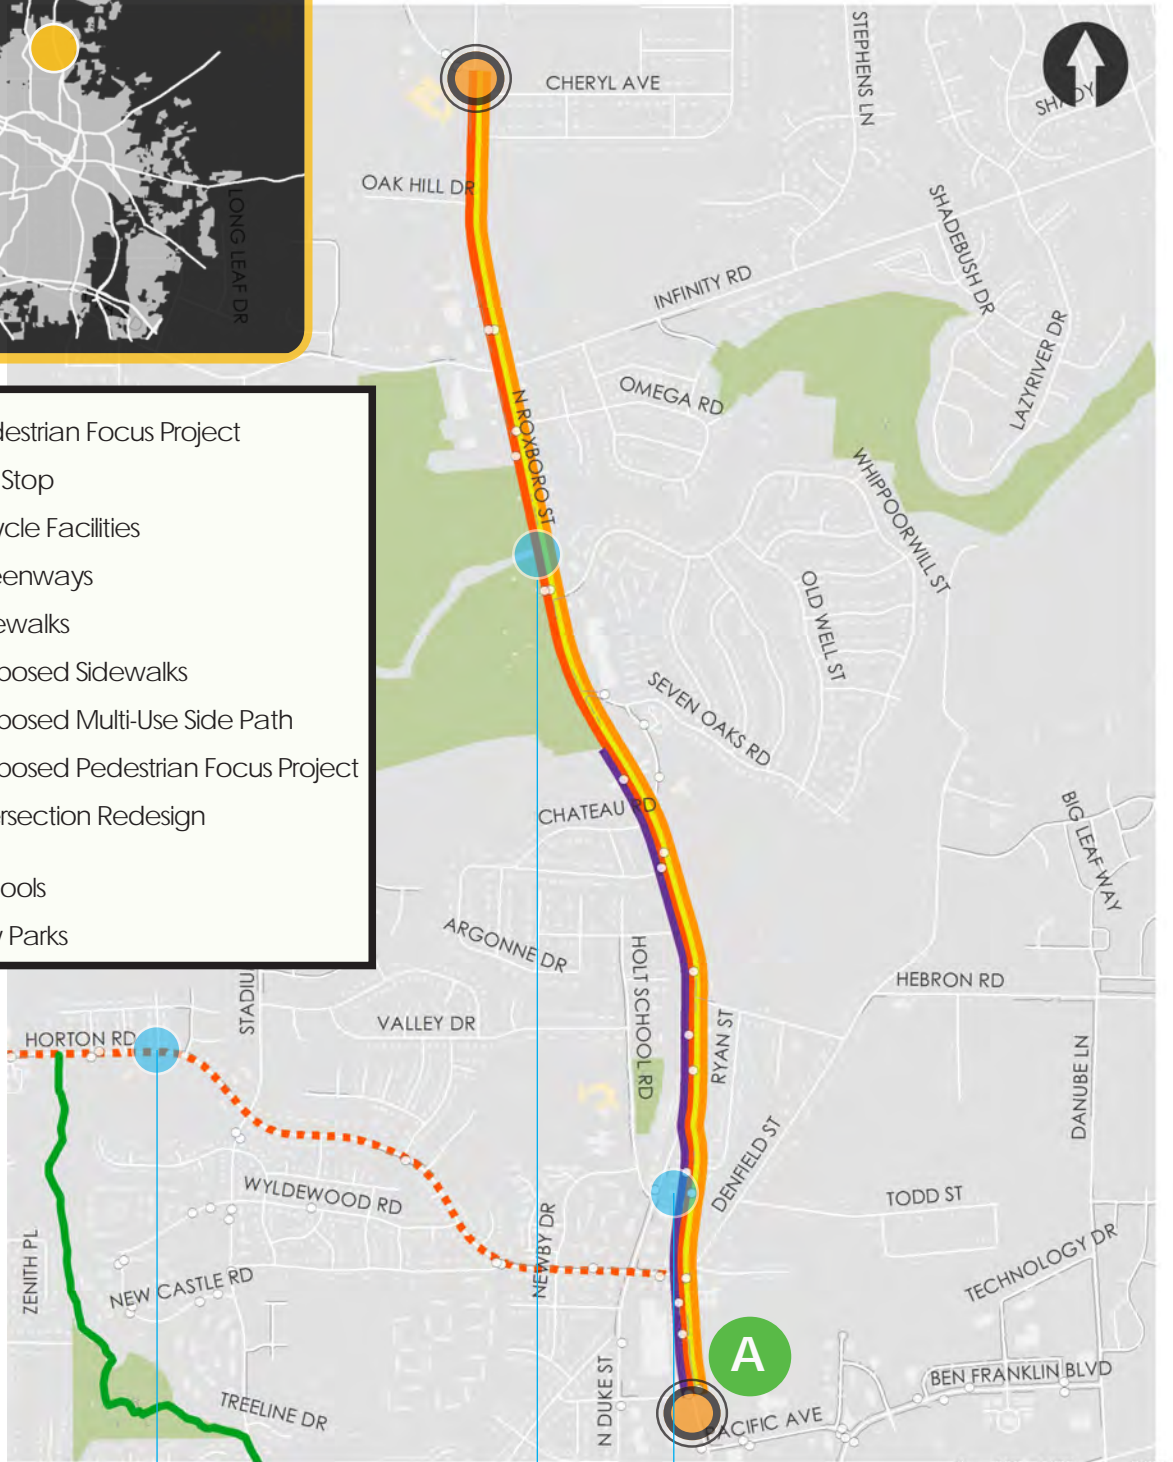 CHERYL AVE
STEPHENS LN
SHADY
OAK HILL DR
LONG LEAF DR
SHADEBUSH DR
INFINITY RD
LAZYRIVER DR
OMEGA RD
N ROXBORO ST
destrian Focus Project
Stop
ycle Facilities
eenways
ewalks
posed Sidewalks
posed Multi-Use Side Path
posed Pedestrian Focus Project
rsection Redesign
ools
y Parks
WHIPPOORWILL ST
OLD WELL ST
SEVEN OAKS RD
CHATEAU RD
BIG LEAF WAY
ARGONNE DR
HOLT SCHOOL RD
HEBRON RD
STADIU
VALLEY DR
HORTON RD
RYAN ST
DANUBE LN
DENFIELD ST
WYLDEWOOD RD
TODD ST
NEWBY DR
ZENITH PL
NEW CASTLE RD
TECHNOLOGY DR
A
N DUKE ST
BEN FRANKLIN BLVD
TREELINE DR
PACIFIC AVE